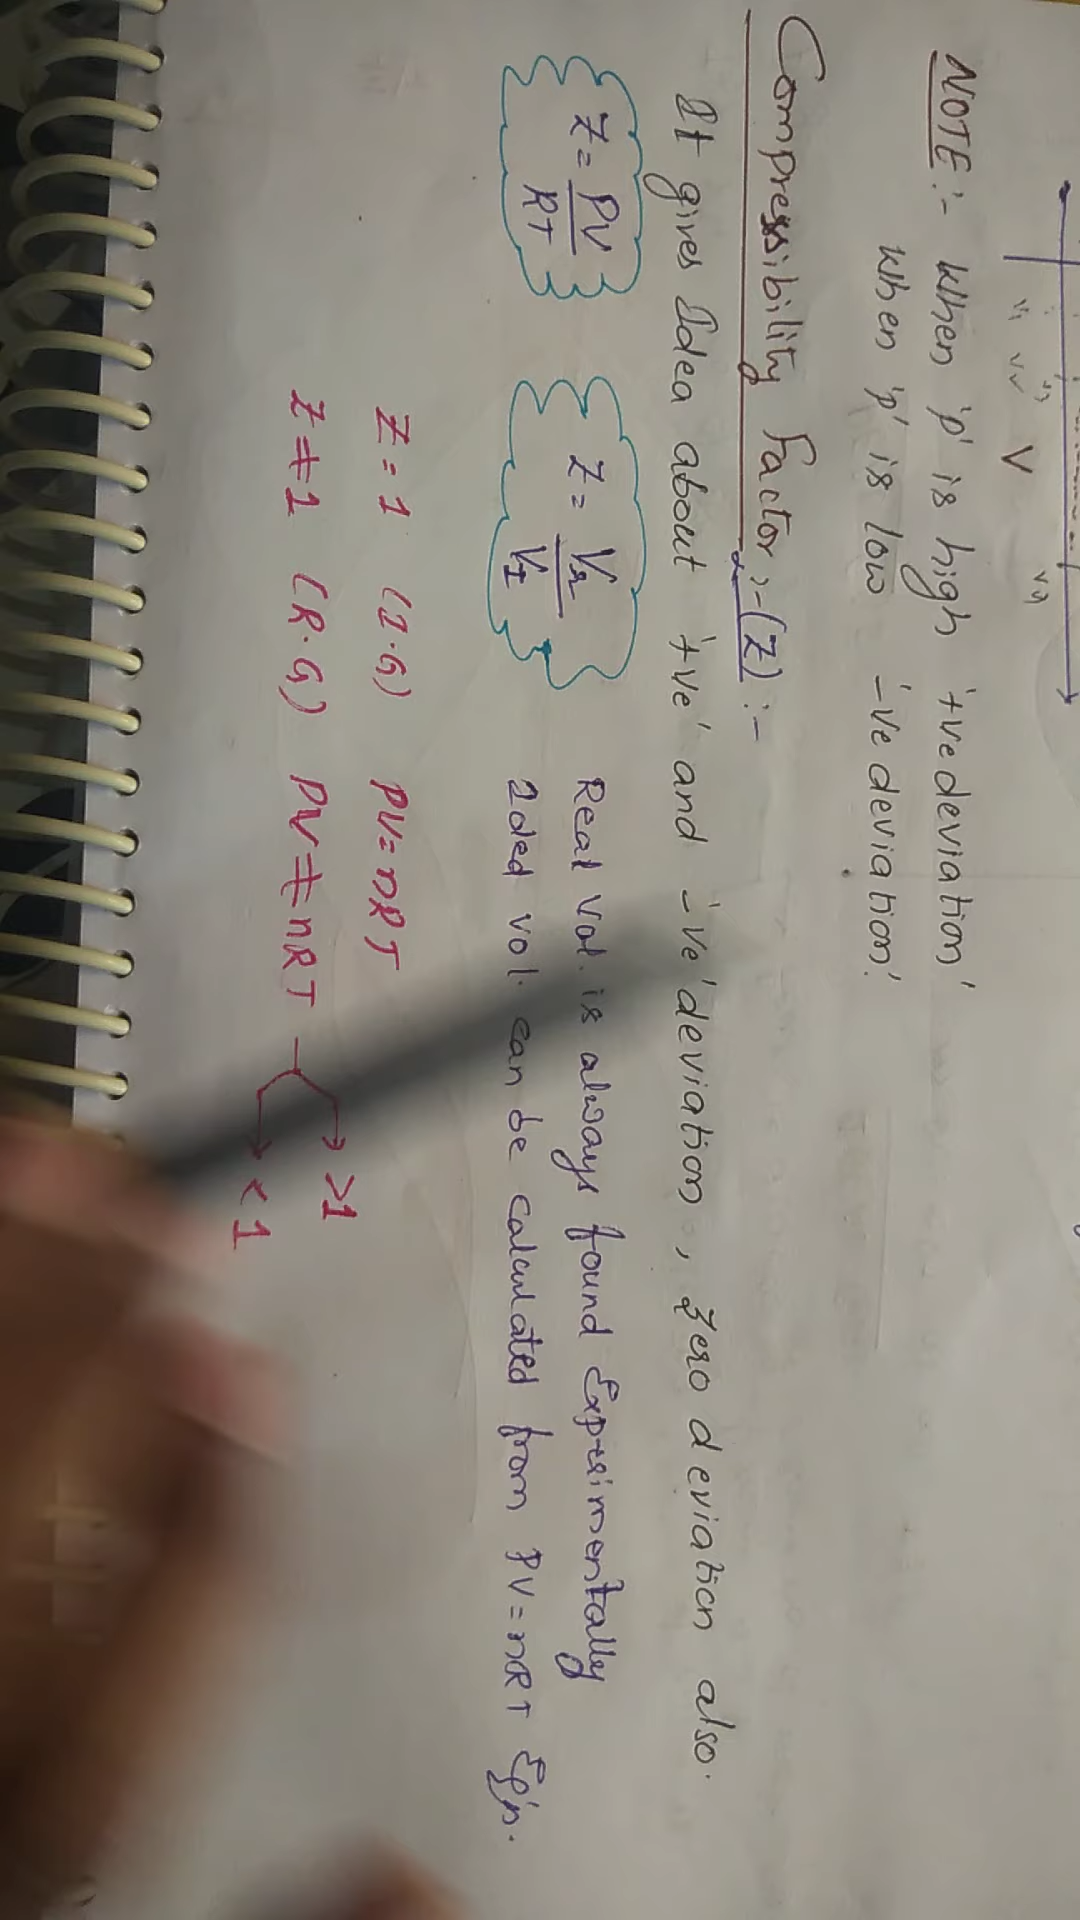 V
NOTE:- When 'p' is high '+ve deviation'
When 'p' is low '-ve deviation'
Compressibility Factor:-(Z):-
It gives Idea about '+ve' and '-ve' deviation, Zero deviation also.
Z = PV/RT
Z = Vr/VI
Real Vol. is always found Experimentally
Ided vol. can be calculated from PV=nRT Eq'n.
Z = 1 (I.G) PV=nRT
Z ≠ 1 (R.G) PV≠nRT
>1
<1